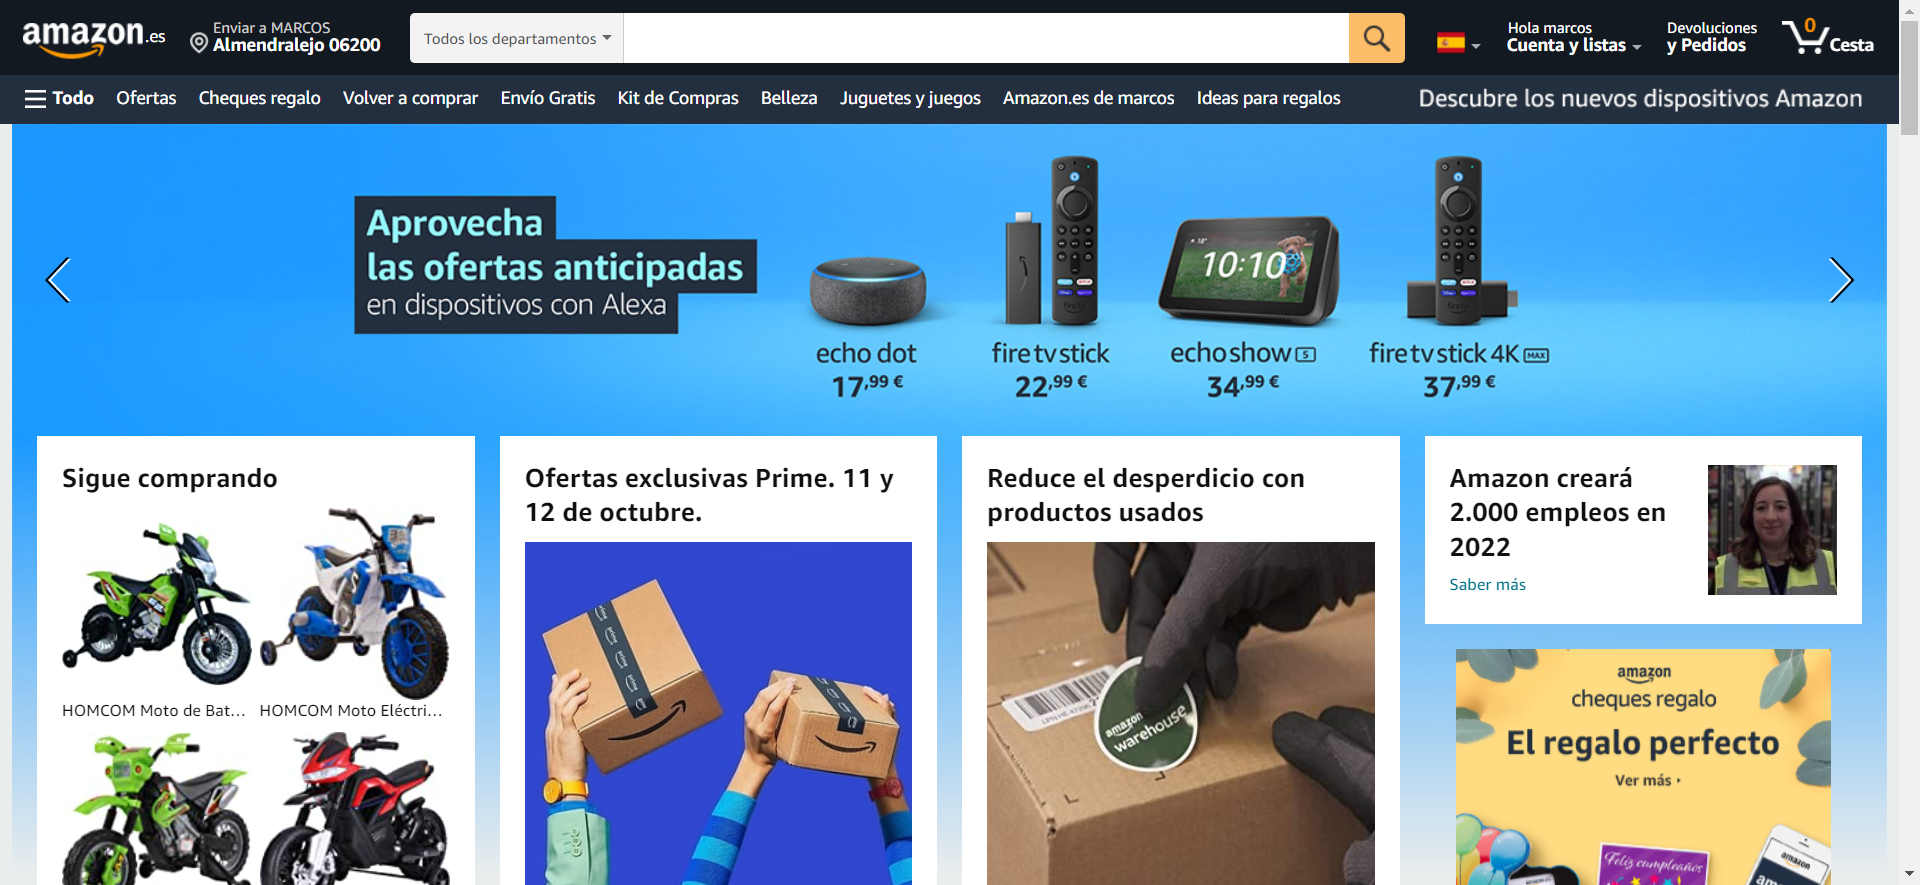 amazon.es
Enviar a MARCOS
Almendralejo 06200
Todos los departamentos
Hola marcos
Cuenta y listas
Devoluciones
y Pedidos
0
Cesta
Todo
Ofertas
Cheques regalo
Volver a comprar
Envío Gratis
Kit de Compras
Belleza
Juguetes y juegos
Amazon.es de marcos
Ideas para regalos
Descubre los nuevos dispositivos Amazon
Aprovecha
las ofertas anticipadas
en dispositivos con Alexa
10:10
echo dot
17,99 €
fire tv stick
22,99 €
echo show 5
34,99 €
fire tv stick 4K MAX
37,99 €
Sigue comprando
HOMCOM Moto de Bat...
HOMCOM Moto Eléctri...
Ofertas exclusivas Prime. 11 y
12 de octubre.
prime
prime
prime
prime
Reduce el desperdicio con
productos usados
amazon
warehouse
Amazon creará
2.000 empleos en
2022
Saber más
amazon
cheques regalo
El regalo perfecto
Ver más
Feliz cumpleaños
amazon